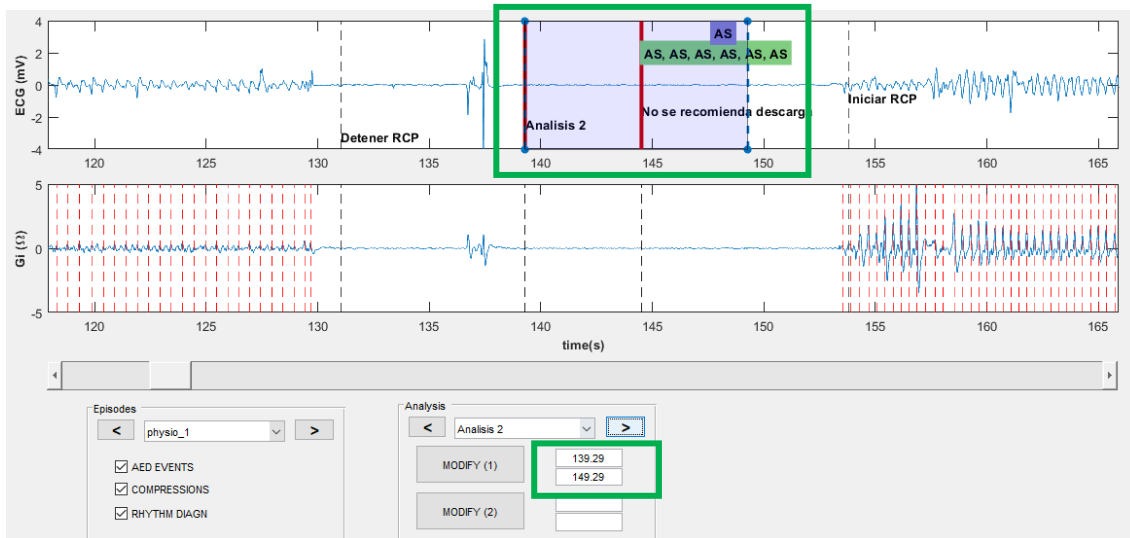 ECG (mV)
4
2
0
-2
-4
AS
AS, AS, AS, AS, AS, AS
No se recomienda descarga
Analisis 2
Detener RCP
Iniciar RCP
120
125
130
135
140
145
150
155
160
165
Gi (Ω)
5
0
-5
120
125
130
135
140
145
150
155
160
165
time(s)
Episodes
< physio_1 >
AED EVENTS
COMPRESSIONS
RHYTHM DIAGN
Analysis
< Analisis 2 >
MODIFY (1)
139.29
149.29
MODIFY (2)